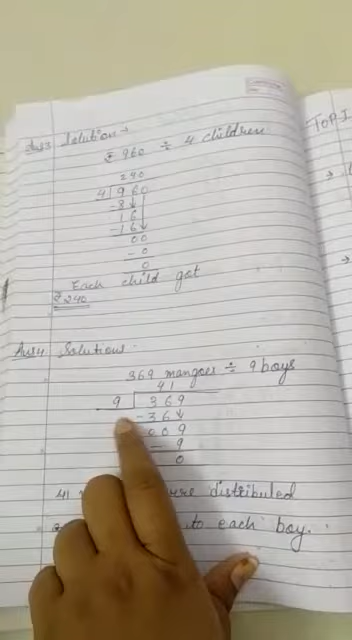 Ans3 Solution →
₹ 960 ÷ 4 children
240
4 | 960
-8
16
-16
00
-0
0
Each child got
₹ 240
Ans4 Solution
369 mangoes ÷ 9 boys
41
9 | 369
-36
009
- 9
0
41 distributed
to each boy.
TOPI